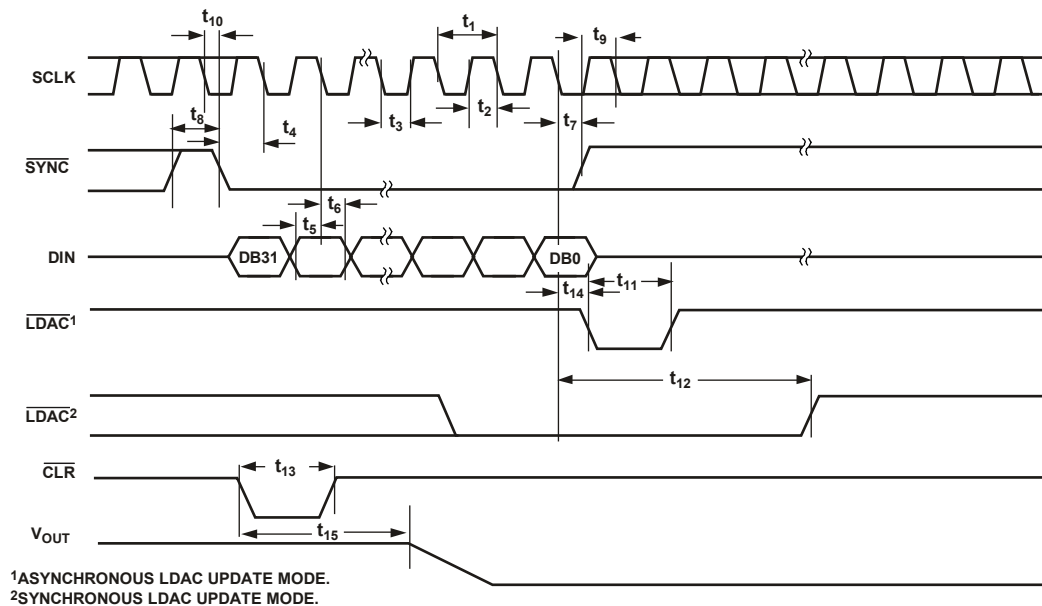 t10
t1
t9
SCLK
t8
t4
t3
t2
t7
SYNC
t6
t5
DIN
DB31
DB0
t14
t11
LDAC1
t12
LDAC2
CLR
t13
VOUT
t15
1ASYNCHRONOUS LDAC UPDATE MODE.
2SYNCHRONOUS LDAC UPDATE MODE.